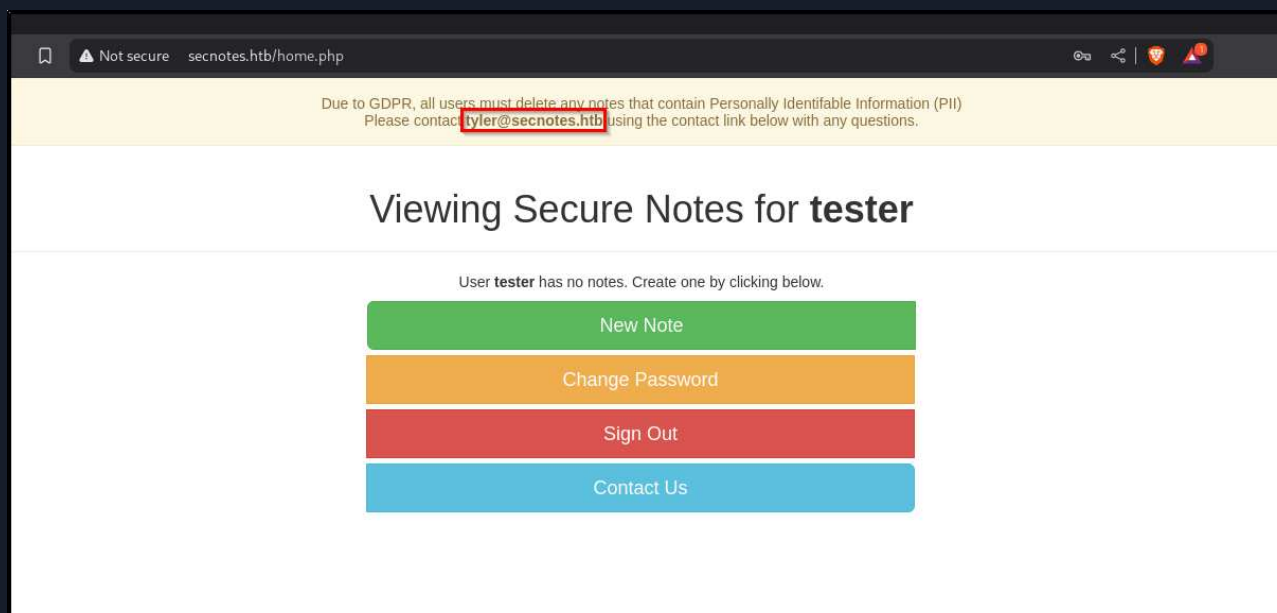 Not secure secnotes.htb/home.php
1
Due to GDPR, all users must delete any notes that contain Personally Identifable Information (PII)
Please contact tyler@secnotes.htb using the contact link below with any questions.
Viewing Secure Notes for tester
User tester has no notes. Create one by clicking below.
New Note
Change Password
Sign Out
Contact Us